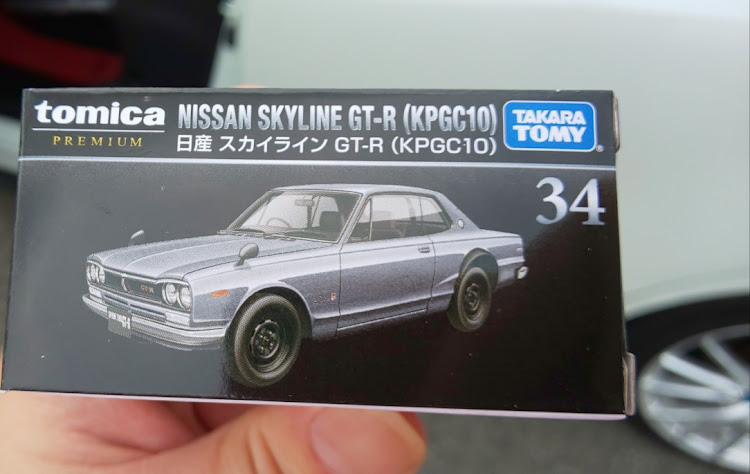 tomica
PREMIUM
NISSAN SKYLINE GT-R (KPGC10)
日産 スカイライン GT-R (KPGC10)
TAKARA
TOMY
34
GT-R